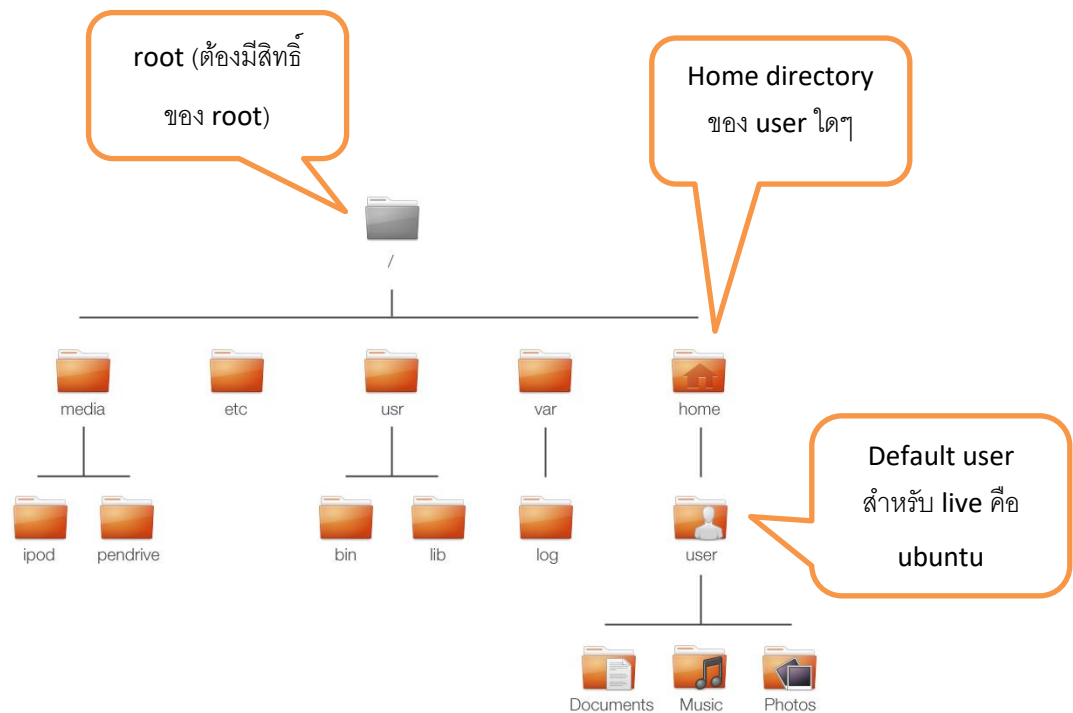 root (ต้องมีสิทธิ์
ของ root)
Home directory
ของ user ใดๆ
/
media
etc
usr
var
home
Default user
สำหรับ live คือ
ubuntu
ipod
pendrive
bin
lib
log
user
Documents
Music
Photos